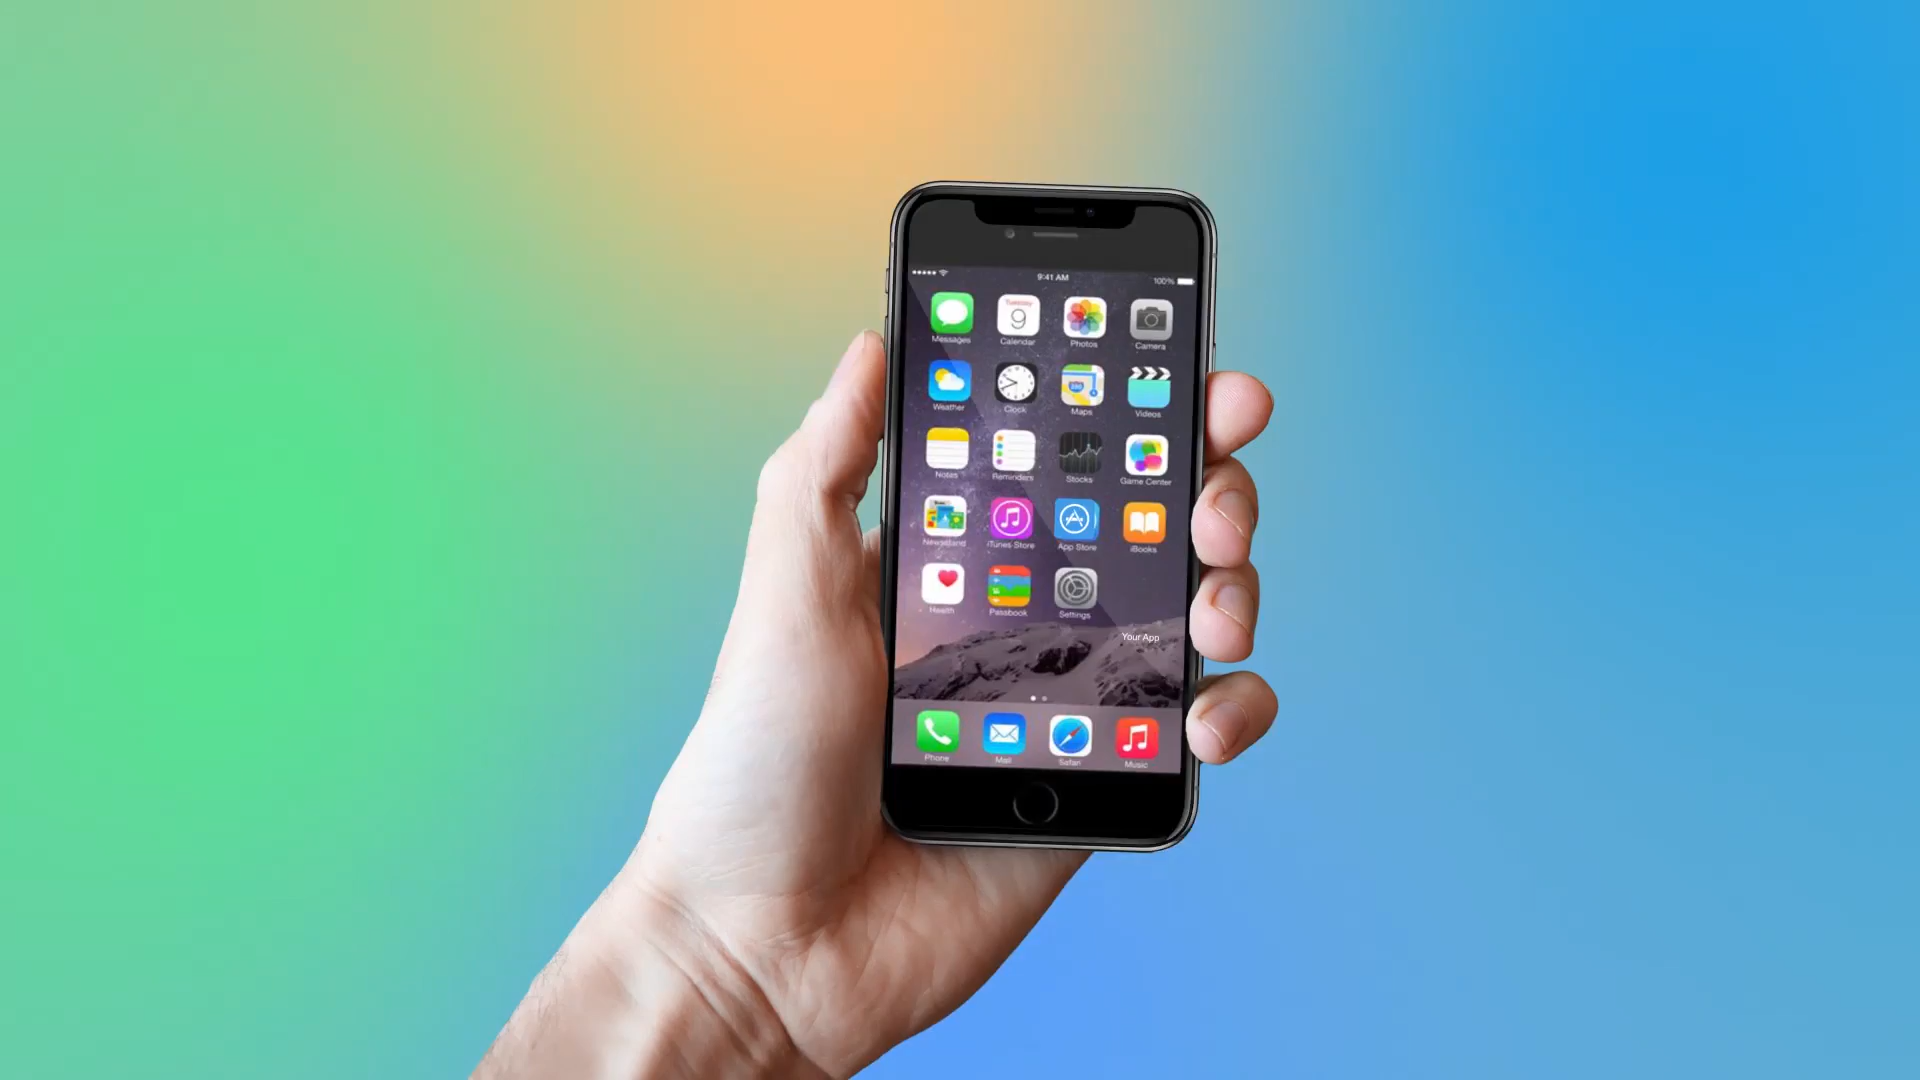 9:41 AM
100%
Tuesday
9
Messages
Calendar
Photos
Camera
Weather
Clock
Maps
Videos
280
Notes
Reminders
Stocks
Game Center
Newsstand
iTunes Store
App Store
iBooks
Health
Passbook
Settings
Your App
Phone
Mail
Safari
Music